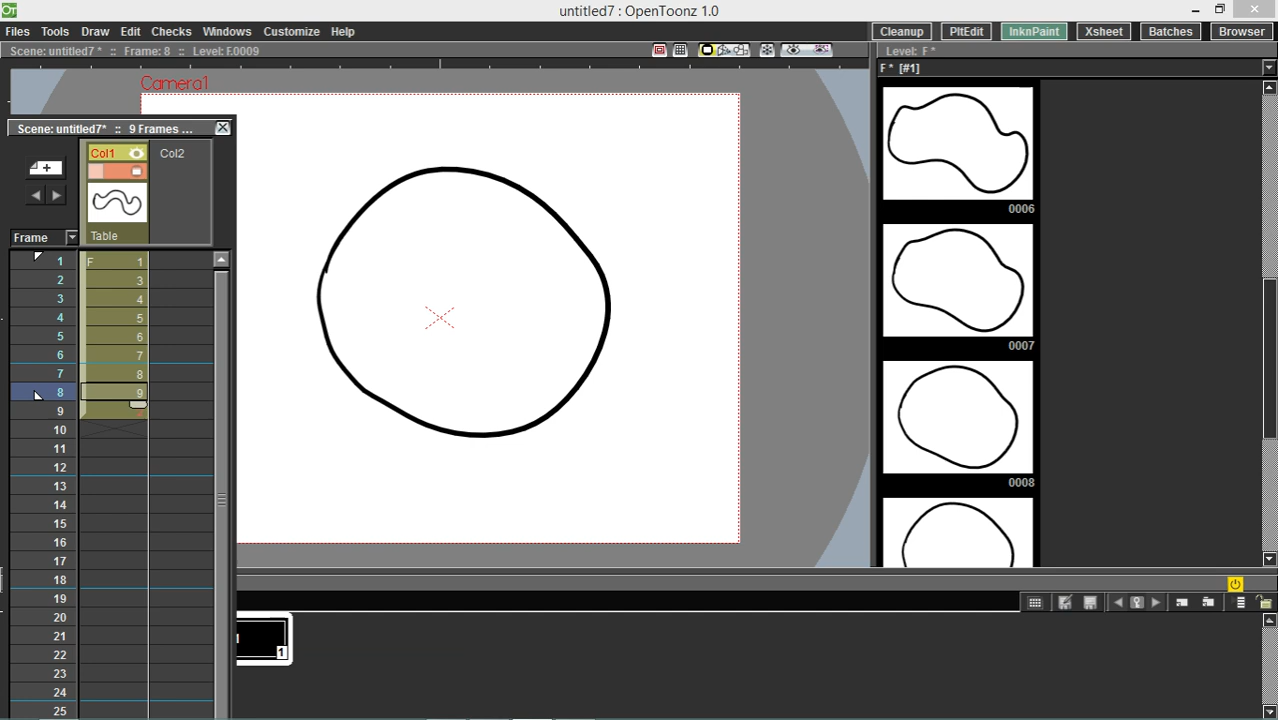 untitled7 : OpenToonz 1.0
Files Tools Draw Edit Checks Windows Customize Help
Cleanup PltEdit InknPaint Xsheet Batches Browser
Scene: untitled7 * :: Frame: 8 :: Level:F.0009
Level: F *
F * [#1]
Camera1
Scene: untitled7* :: 9 Frames ...
Col1 Col2
Table
Frame
1 F 1
2 3
3 4
4 5
5 6
6 7
7 8
8 9
9
10
11
12
13
14
15
16
17
18
19
20
21
22
23
24
25
0006
0007
0008
1